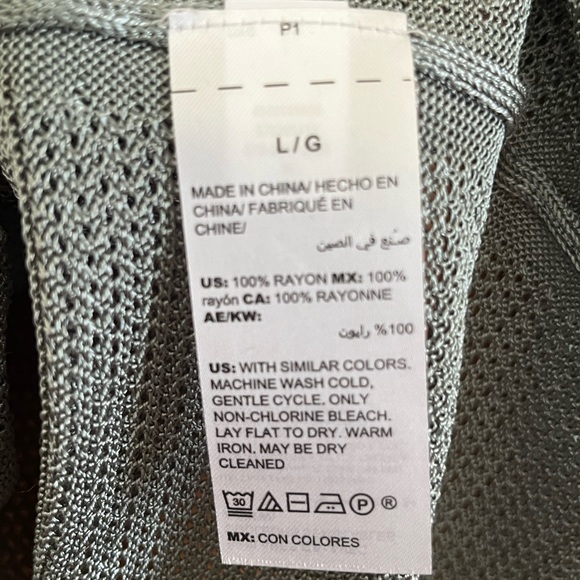 P1
L / G
MADE IN CHINA/ HECHO EN
CHINA/ FABRIQUÉ EN
CHINE/
صنع في الصين
US: 100% RAYON MX: 100%
rayón CA: 100% RAYONNE
AE/KW:
100% رايون
US: WITH SIMILAR COLORS.
MACHINE WASH COLD,
GENTLE CYCLE. ONLY
NON-CHLORINE BLEACH.
LAY FLAT TO DRY. WARM
IRON. MAY BE DRY
CLEANED
30 P ®
MX: CON COLORES